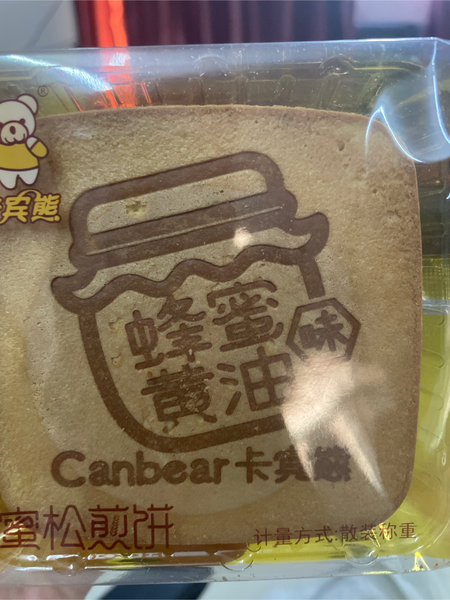 ®
卡宾熊
蜂蜜
黄油
味
Canbear卡宾熊
蜜松煎饼
计量方式:散装称重